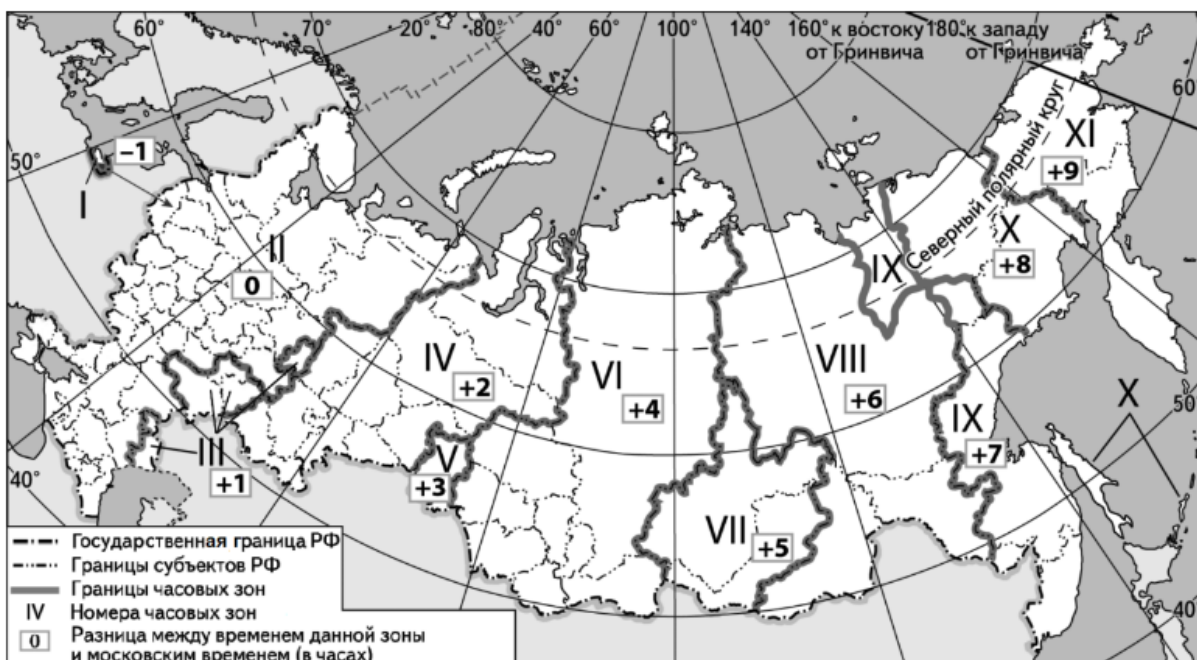 60° 70° 20° 40° 60° 80° 100 140 160° к востоку 180° к западу
от Гринвича от Гринвича
60°
50°
–1
I
II
0
Северный полярный круг
XI
+9
X
+8
IX
IV
+2
VI
+4
VIII
+6
X
50°
IX
+7
III
+1
V
+3
VII
+5
40°
40°
Государственная граница РФ
Границы субъектов РФ
Границы часовых зон
IV Номера часовых зон
0 Разница между временем данной зоны
и московским временем (в часах)